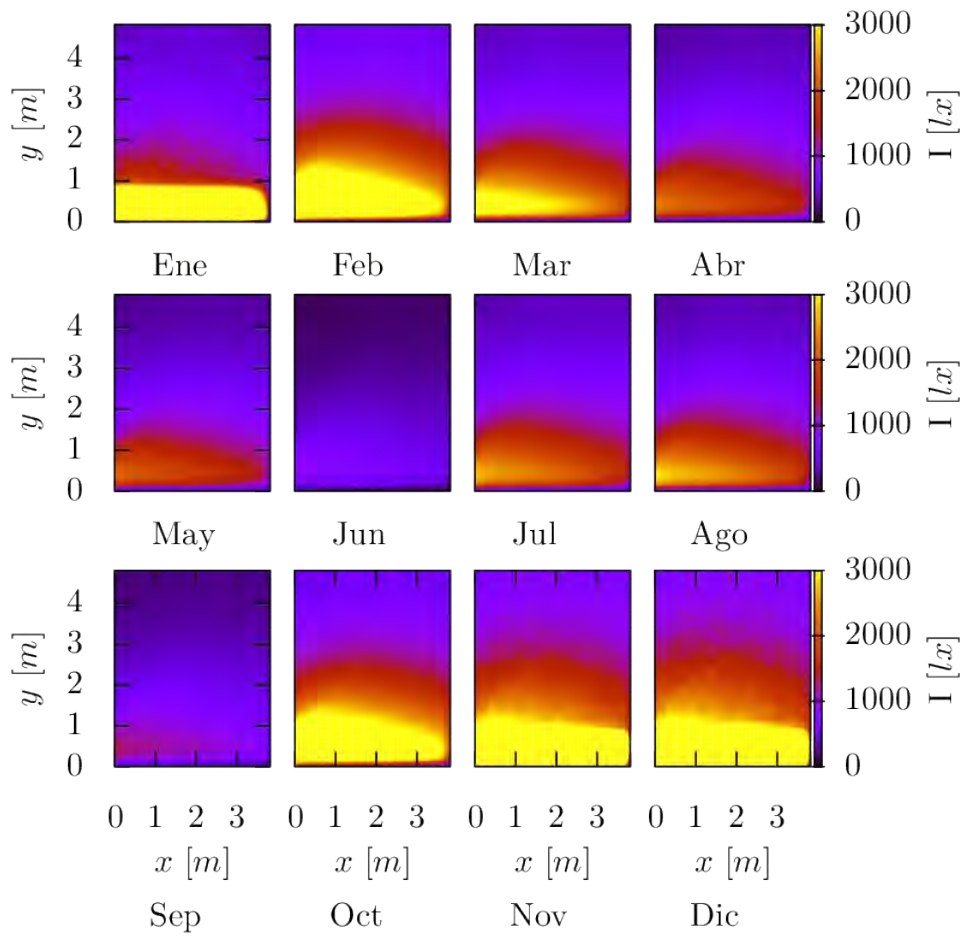 4
3
2
1
0
y [m]
3000
2000
1000
0
I [lx]
Ene Feb Mar Abr
4
3
2
1
0
y [m]
3000
2000
1000
0
I [lx]
May Jun Jul Ago
4
3
2
1
0
y [m]
3000
2000
1000
0
I [lx]
0 1 2 3 0 1 2 3 0 1 2 3 0 1 2 3
x [m] x [m] x [m] x [m]
Sep Oct Nov Dic